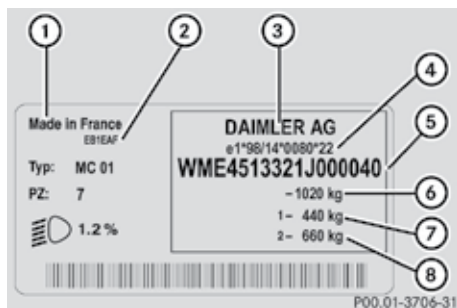 1
2
3
4
Made in France
EB1EAF
DAIMLER AG
5
e1*98/14*0080*22
WME4513321J000040
Typ: MC 01
–1020 kg
6
PZ: 7
1– 440 kg
7
1.2%
2– 660 kg
8
P00.01-3706-31